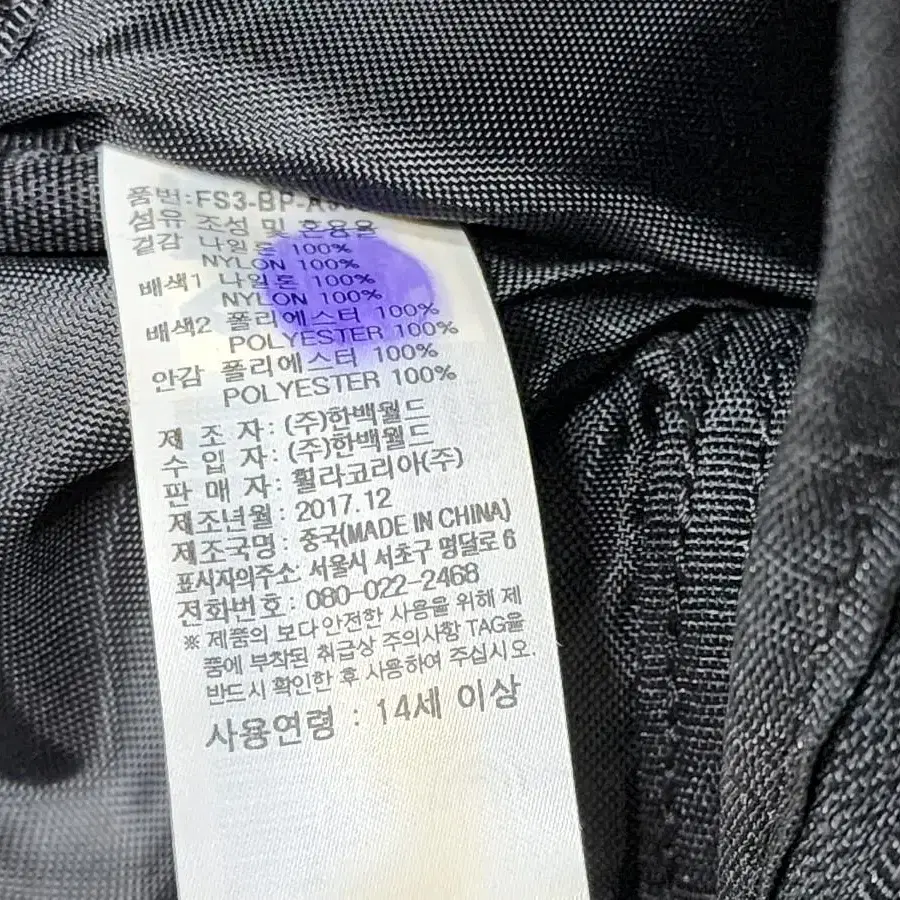 품번:FS3-BP-
섬유 조성 및 혼용율
겉감 나일론 100%
NYLON 100%
배색1 나일론 100%
NYLON 100%
배색2 폴리에스터 100%
POLYESTER 100%
안감 폴리에스터 100%
POLYESTER 100%
제 조 자: (주)한백월드
수 입 자: (주)한백월드
판 매 자: 휠라코리아(주)
제조년월: 2017.12
제조국명: 중국(MADE IN CHINA)
표시자의주소: 서울시 서초구 명달로 6
전화번호: 080-022-2468
※ 제품의 보다 안전한 사용을 위해 제
품에 부착된 취급상 주의사항 TAG을
반드시 확인한 후 사용하여 주십시오.
사용연령 : 14세 이상